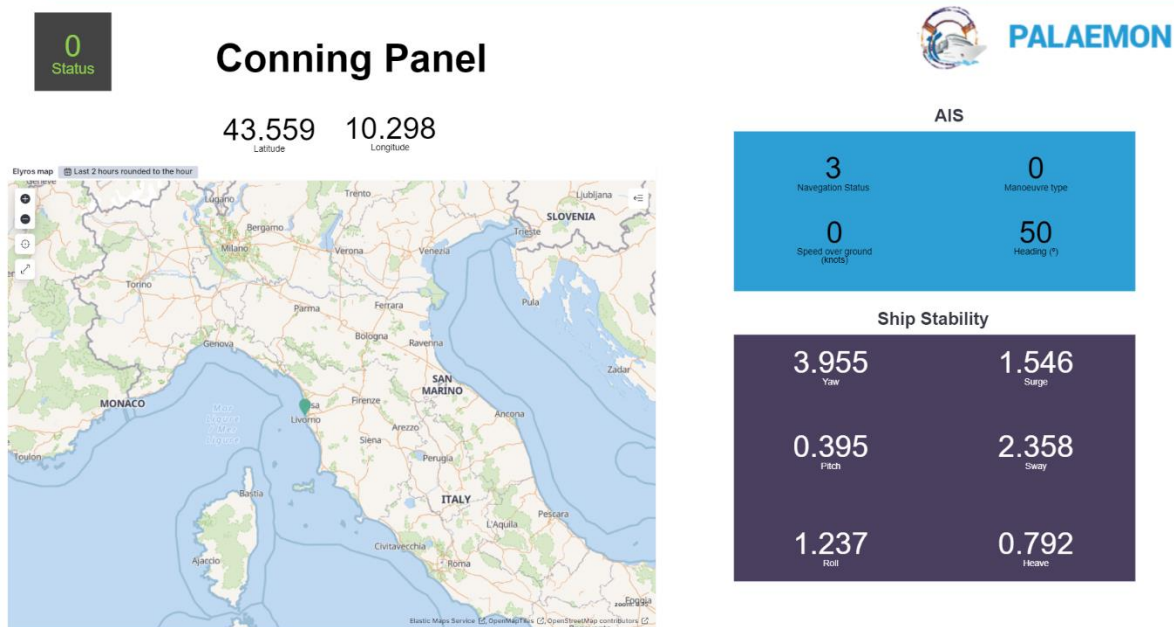 0
Status
Conning Panel
PALAEMON
43.559
Latitude
10.298
Longitude
Elyros map
Last 2 hours rounded to the hour
Lugano
Bergamo
Milano
Trento
Verona
Venezia
Ljubljana
SLOVENIA
Trieste
Torino
Parma
Ferrara
Pula
Genova
Bologna
Ravenna
Zadar
MONACO
SAN
MARINO
Firenze
Livorno
Ancona
Arezzo
Siena
Toulon
Perugia
Bastia
ITALY
L'Aquila
Pescara
Ajaccio
Civitavecchia
Roma
Foggia
Elastic Maps Service
, OpenMapTiles
, OpenStreetMap contributors
AIS
3
Navegation Status
0
Manoeuvre type
0
Speed over ground
(knots)
50
Heading (º)
Ship Stability
3.955
Yaw
1.546
Surge
0.395
Pitch
2.358
Sway
1.237
Roll
0.792
Heave